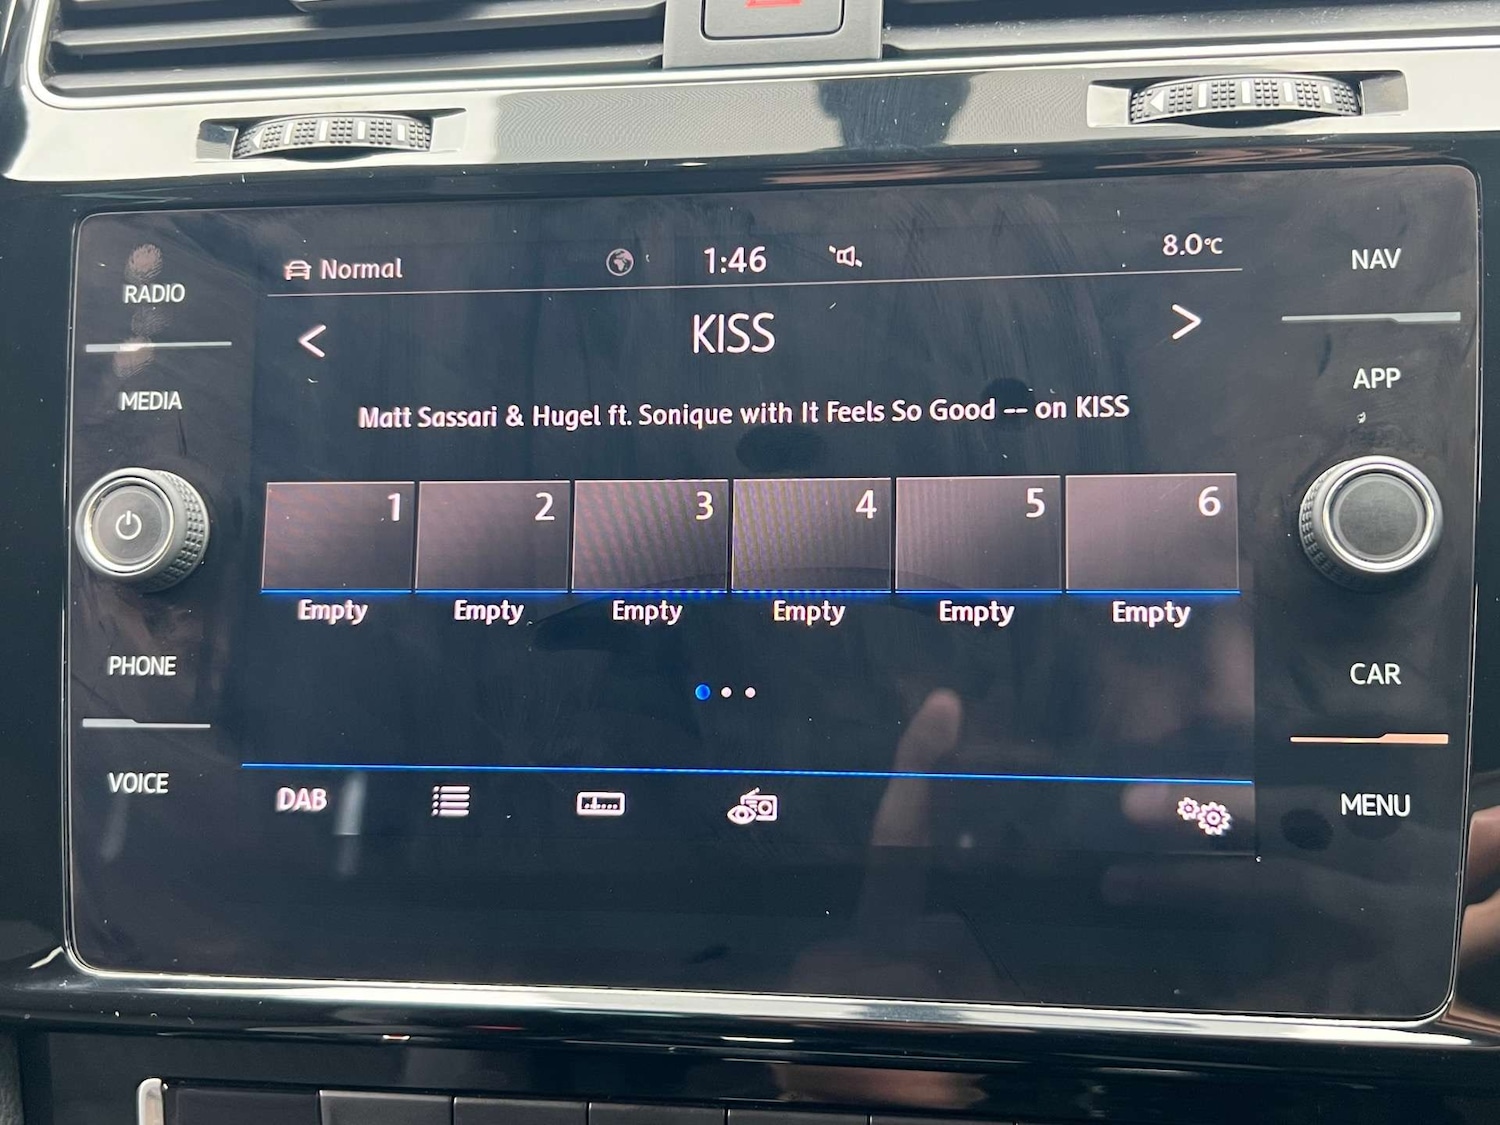 Normal 1:46 8.0°C
RADIO
MEDIA
PHONE
VOICE
< KISS >
Matt Sassari & Hugel ft. Sonique with It Feels So Good -- on KISS
1 2 3 4 5 6
Empty Empty Empty Empty Empty Empty
DAB
NAV
APP
CAR
MENU